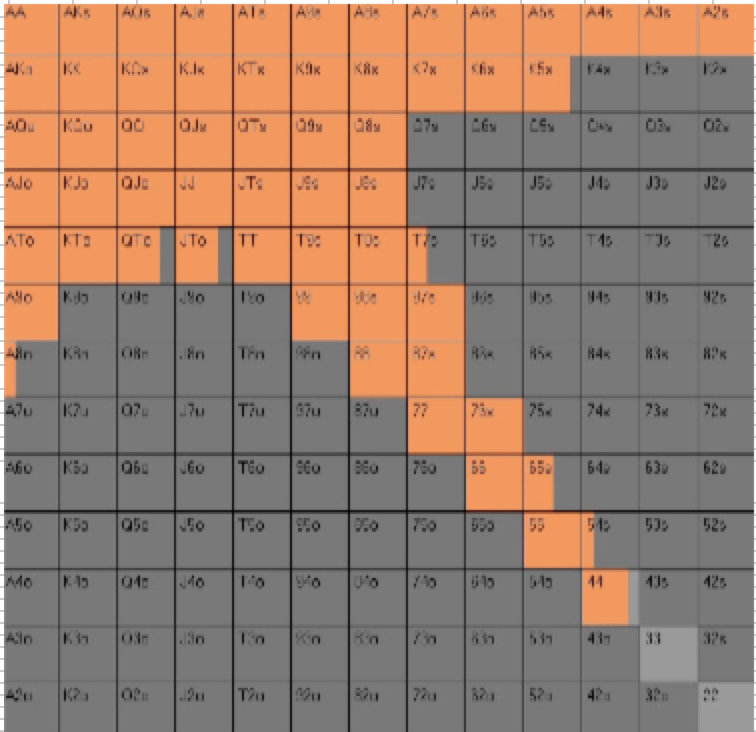 AA AKs AQs AJs ATs A9s A8s A7s A6s A5s A4s A3s A2s
AKo KK KQs KJs KTs K9s K8s K7s K6s K5s K4s K3s K2s
AQo KQo QQ QJs QTs Q9s Q8s Q7s Q6s Q5s Q4s Q3s Q2s
AJo KJo QJo JJ JTs J9s J8s J7s J6s J5s J4s J3s J2s
ATo KTo QTo JTo TT T9s T8s T7s T6s T5s T4s T3s T2s
A9o K9o Q9o J9o T9o 99 98s 97s 96s 95s 94s 93s 92s
A8o K8o Q8o J8o T8o 98o 88 87s 86s 85s 84s 83s 82s
A7o K7o Q7o J7o T7o 97o 87o 77 76s 75s 74s 73s 72s
A6o K6o Q6o J6o T6o 96o 86o 76o 66 65s 64s 63s 62s
A5o K5o Q5o J5o T5o 95o 85o 75o 65o 55 54s 53s 52s
A4o K4o Q4o J4o T4o 94o 84o 74o 64o 54o 44 43s 42s
A3o K3o Q3o J3o T3o 93o 83o 73o 63o 53o 43o 33 32s
A2o K2o Q2o J2o T2o 92o 82o 72o 62o 52o 42o 32o 22